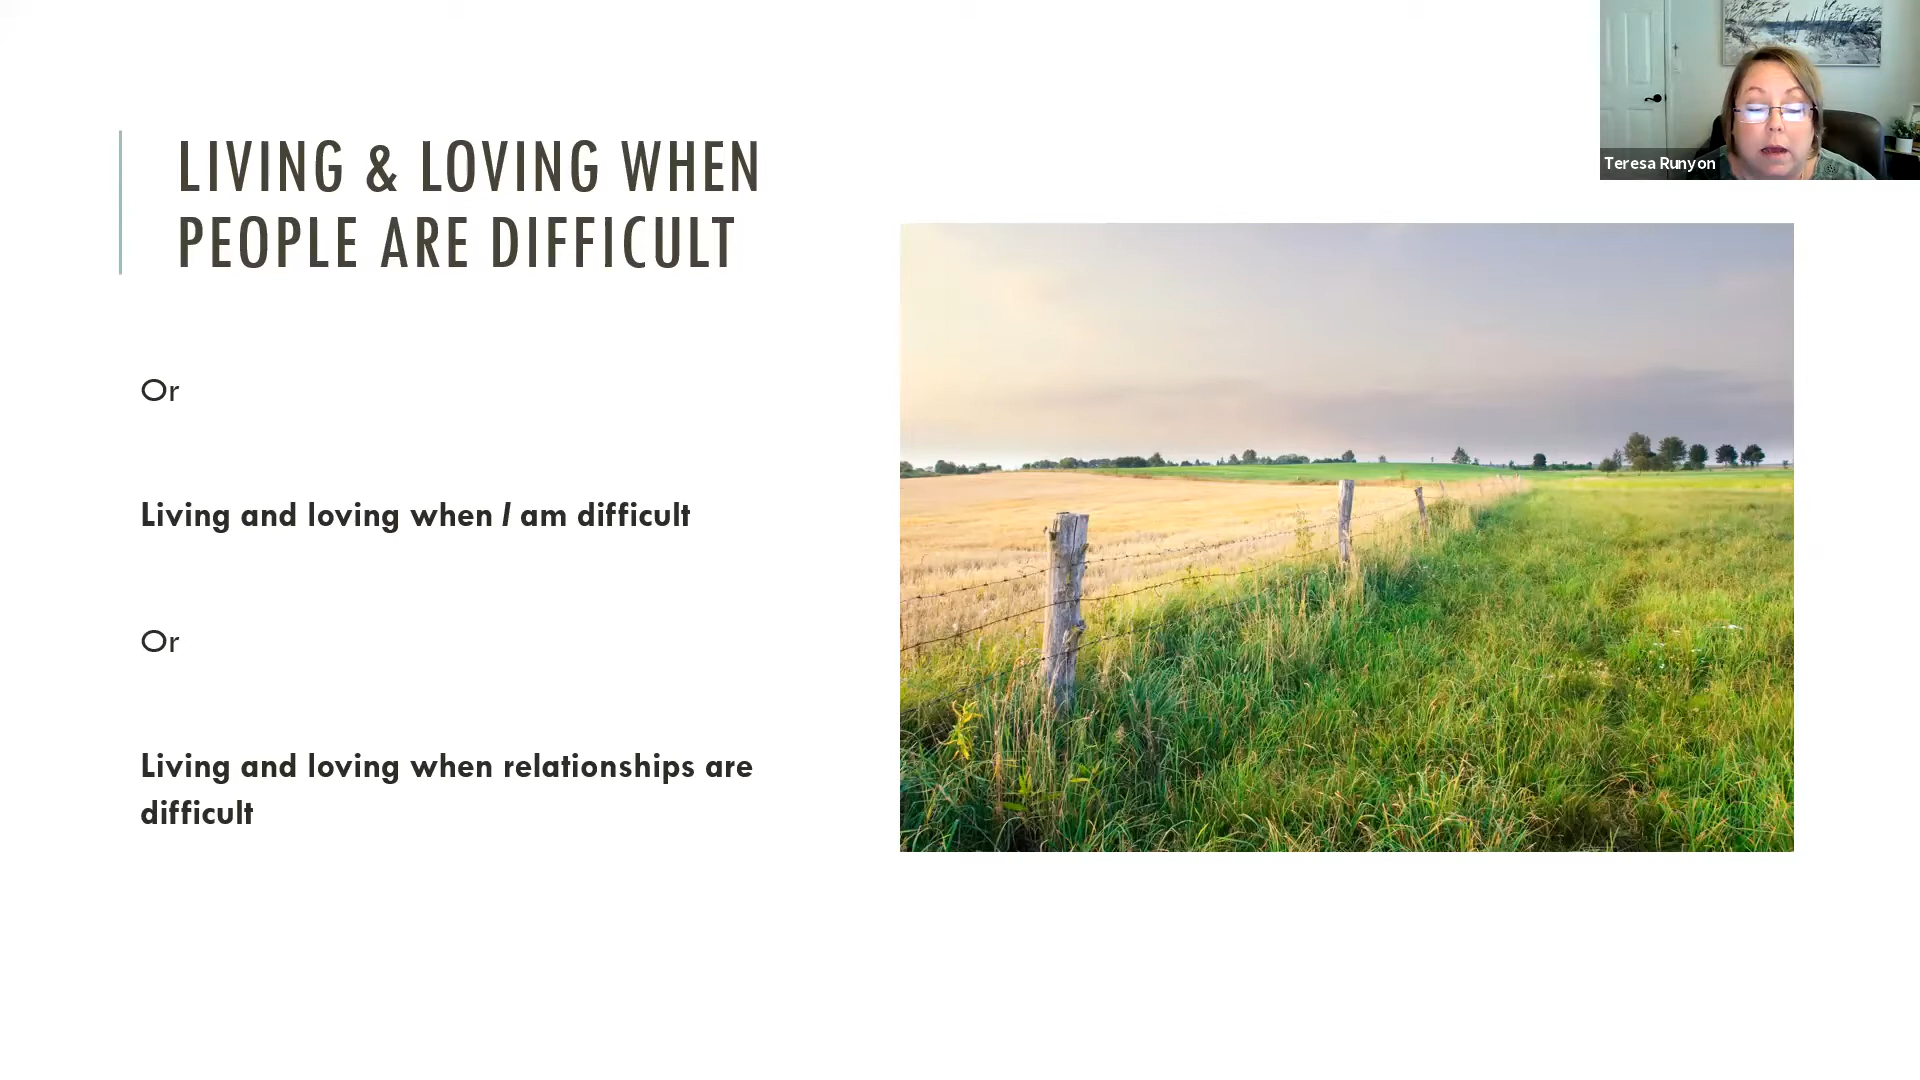 LIVING & LOVING WHEN
PEOPLE ARE DIFFICULT
Or
Living and loving when I am difficult
Or
Living and loving when relationships are
difficult
Teresa Runyon